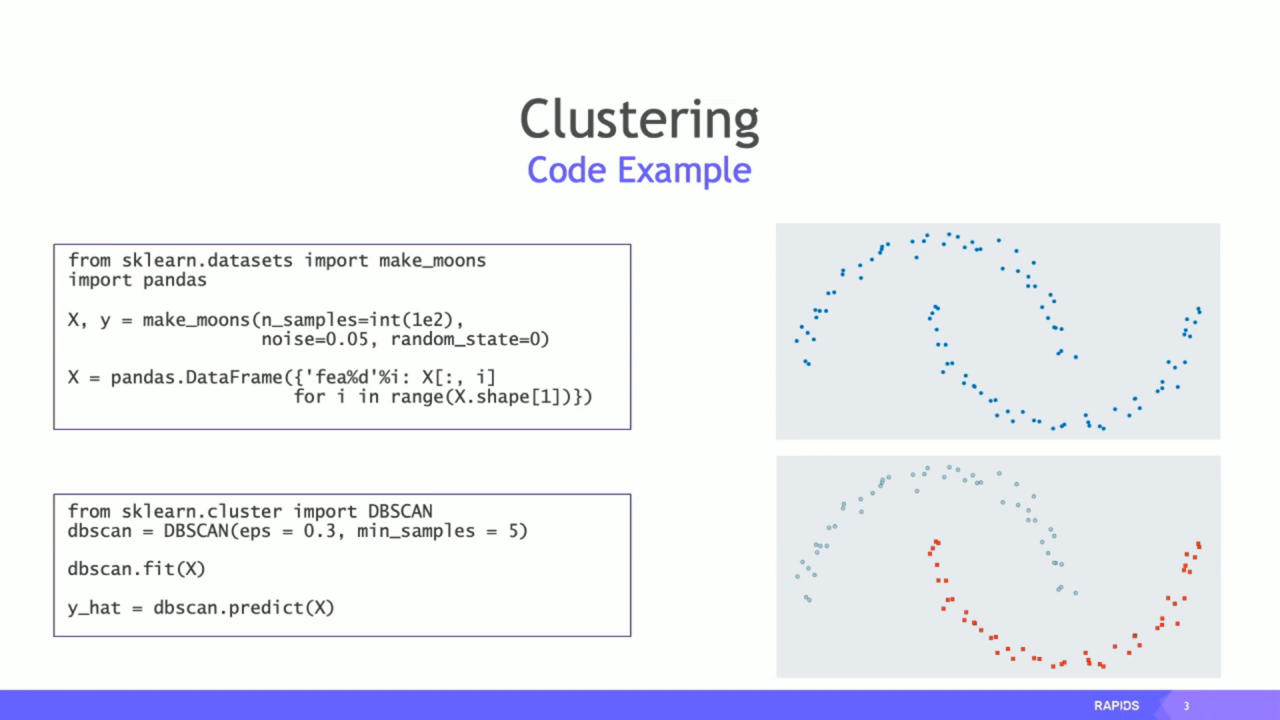 Clustering
Code Example
from sklearn.datasets import make_moons
import pandas
X, y = make_moons(n_samples=int(1e2),
noise=0.05, random_state=0)
X = pandas.DataFrame({'fea%d'%i: X[:, i]
for i in range(X.shape[1])})
from sklearn.cluster import DBSCAN
dbscan = DBSCAN(eps = 0.3, min_samples = 5)
dbscan.fit(X)
y_hat = dbscan.predict(X)
RAPIDS
3